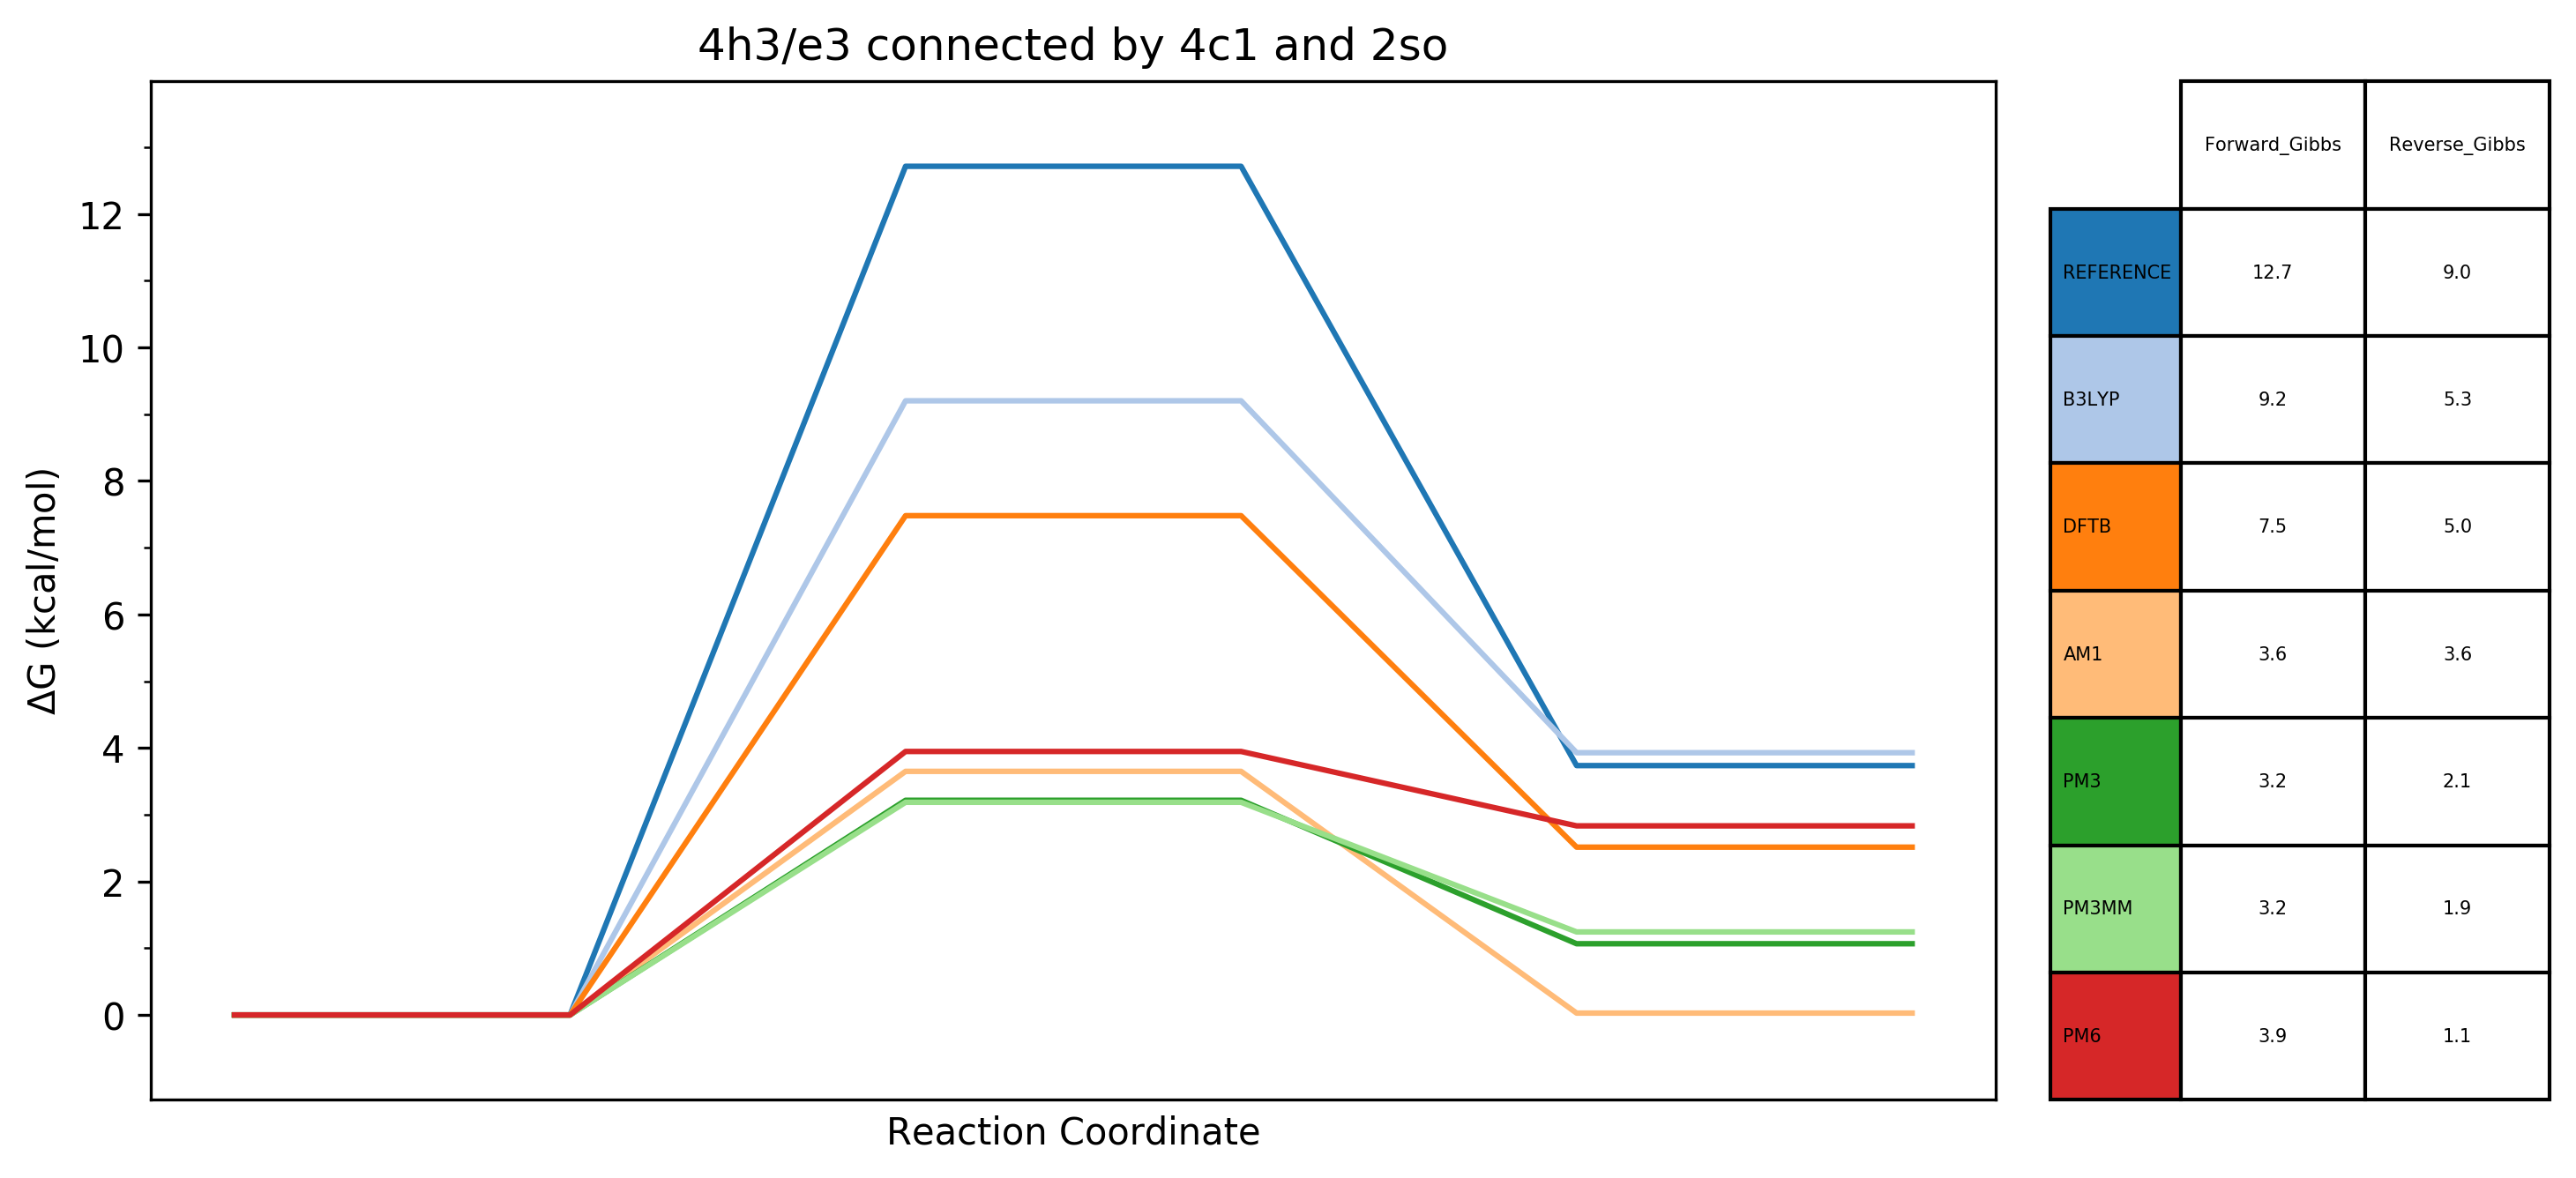 4h3/e3 connected by 4c1 and 2so
ΔG (kcal/mol)
12
10
8
6
4
2
0
Reaction Coordinate
Forward_Gibbs Reverse_Gibbs
REFERENCE 12.7 9.0
B3LYP 9.2 5.3
DFTB 7.5 5.0
AM1 3.6 3.6
PM3 3.2 2.1
PM3MM 3.2 1.9
PM6 3.9 1.1